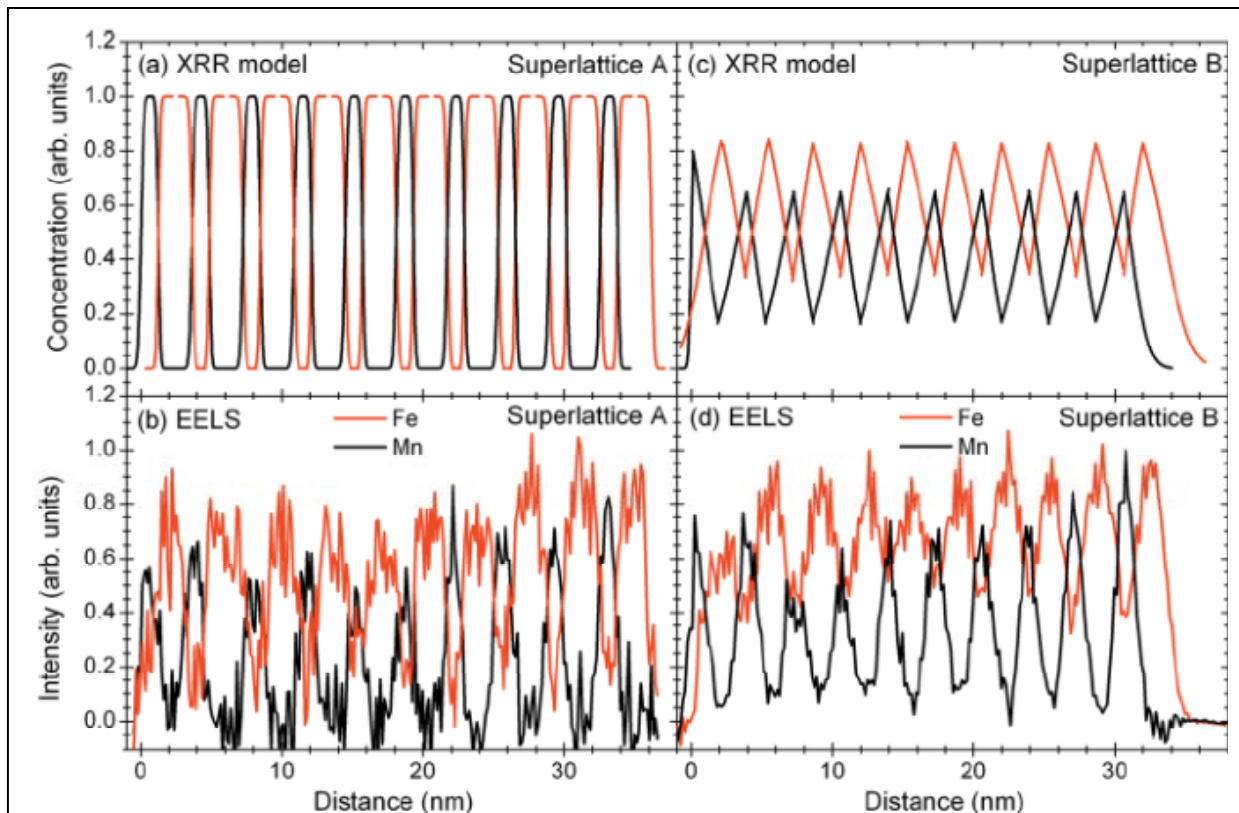 1.2
(a) XRR model Superlattice A
(c) XRR model Superlattice B
1.0
0.8
0.6
0.4
0.2
0.0
Concentration (arb. units)
1.2
(b) EELS Fe Superlattice A
Mn
(d) EELS Fe Superlattice B
Mn
1.0
0.8
0.6
0.4
0.2
0.0
Intensity (arb. units)
0 10 20 30 0 10 20 30
Distance (nm) Distance (nm)